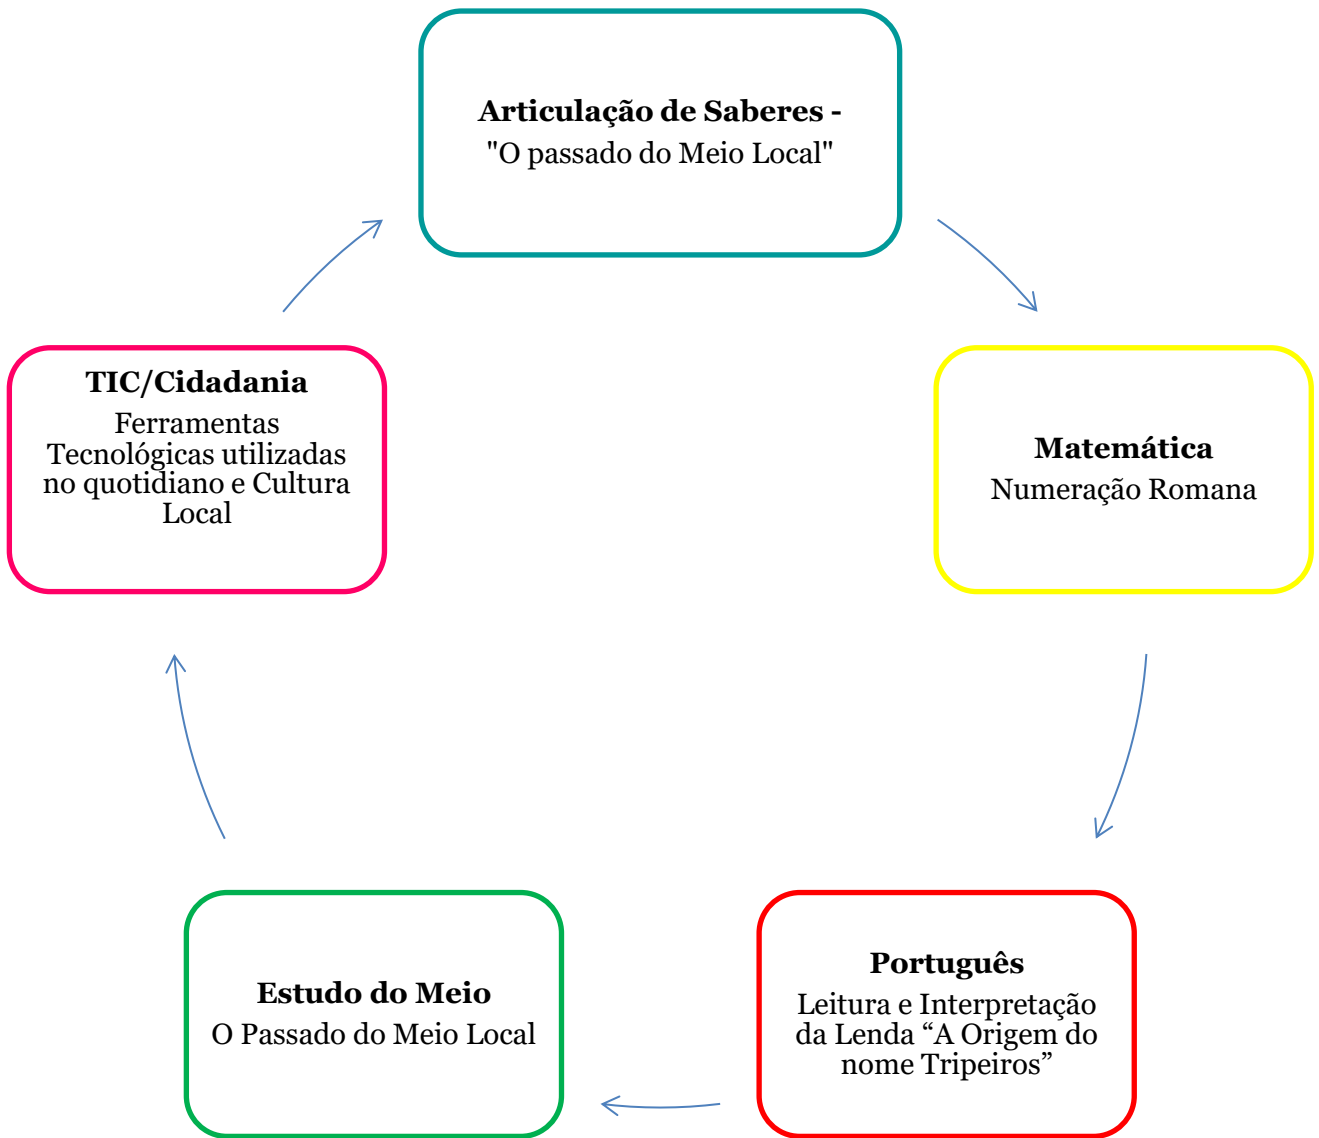 Articulação de Saberes -
"O passado do Meio Local"
TIC/Cidadania
Ferramentas
Tecnológicas utilizadas
no quotidiano e Cultura
Local
Matemática
Numeração Romana
Estudo do Meio
O Passado do Meio Local
Português
Leitura e Interpretação
da Lenda “A Origem do
nome Tripeiros”